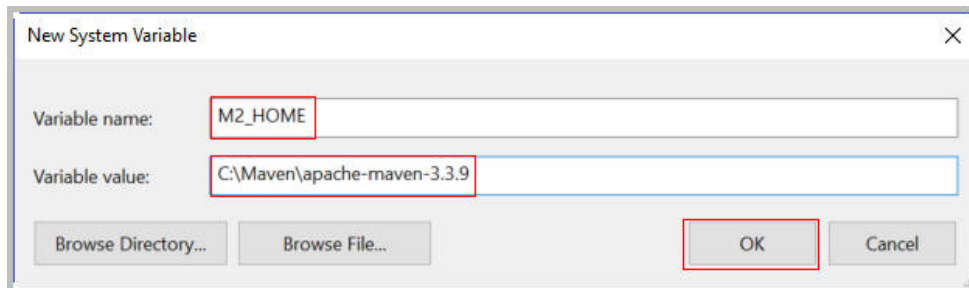 New System Variable
Variable name: M2_HOME
Variable value: C:\Maven\apache-maven-3.3.9
Browse Directory... Browse File... OK Cancel